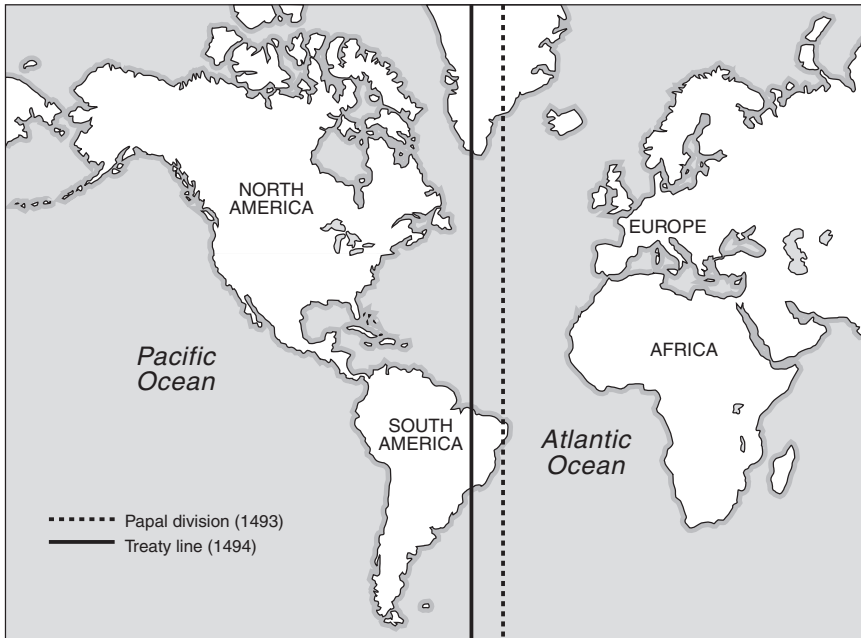 NORTH
AMERICA
EUROPE
AFRICA
Pacific
Ocean
SOUTH
AMERICA
Atlantic
Ocean
Papal division (1493)
Treaty line (1494)